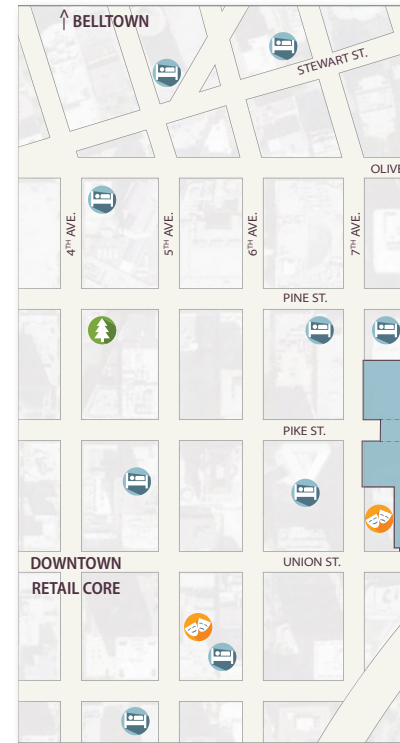 BELLTOWN
STEWART ST.
OLIVE
4TH AVE.
5TH AVE.
6TH AVE.
7TH AVE.
PINE ST.
PIKE ST.
DOWNTOWN
UNION ST.
RETAIL CORE